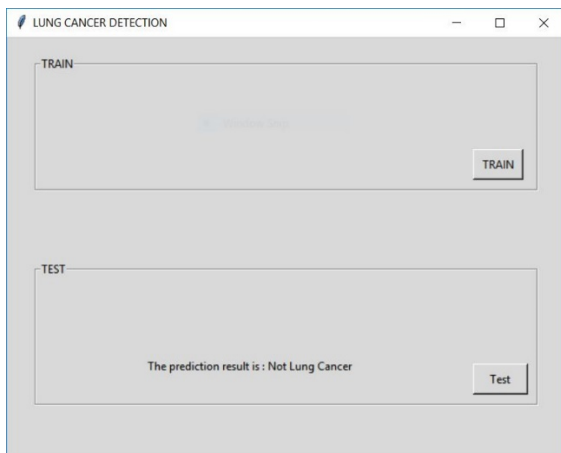 LUNG CANCER DETECTION
TRAIN
TRAIN
TEST
The prediction result is : Not Lung Cancer
Test